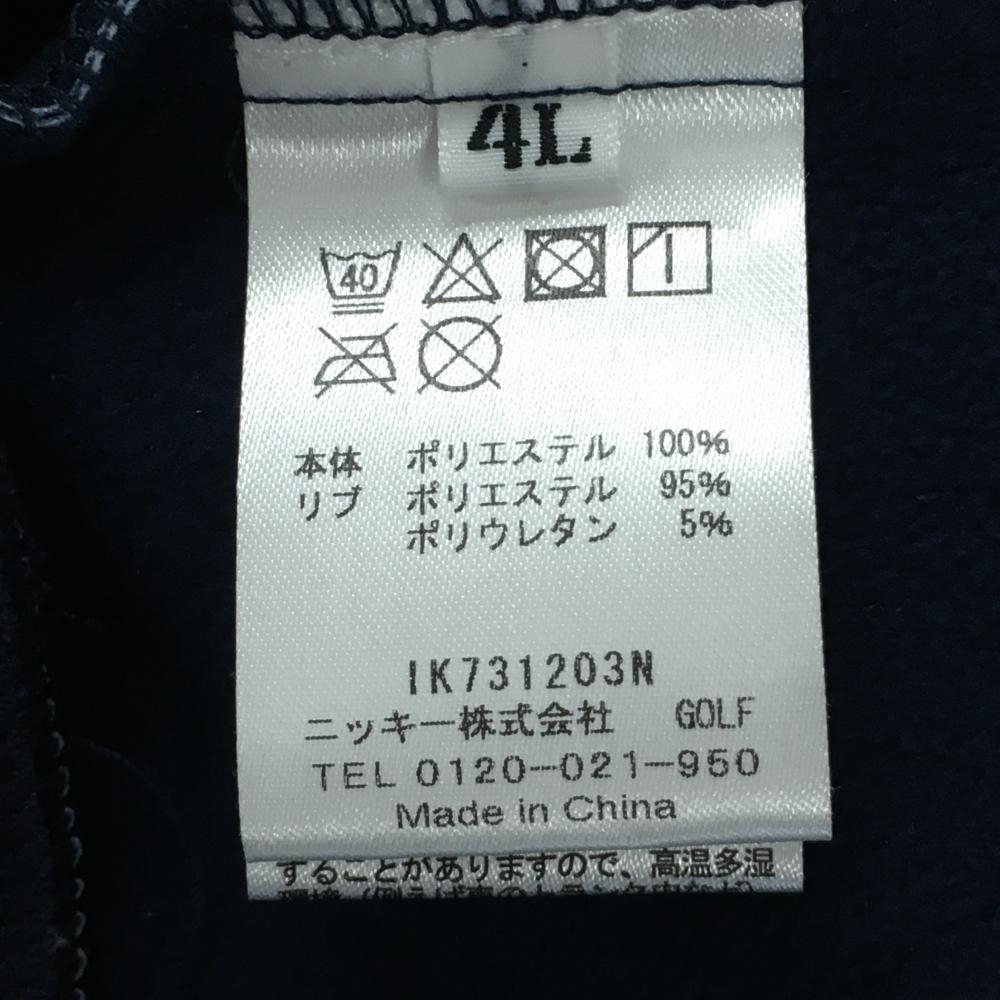 4L
40
本体 ポリエステル 100%
リブ ポリエステル 95%
ポリウレタン 5%
IK731203N
ニッキー株式会社 GOLF
TEL 0120-021-950
Made in China
することがありますので、高温多湿